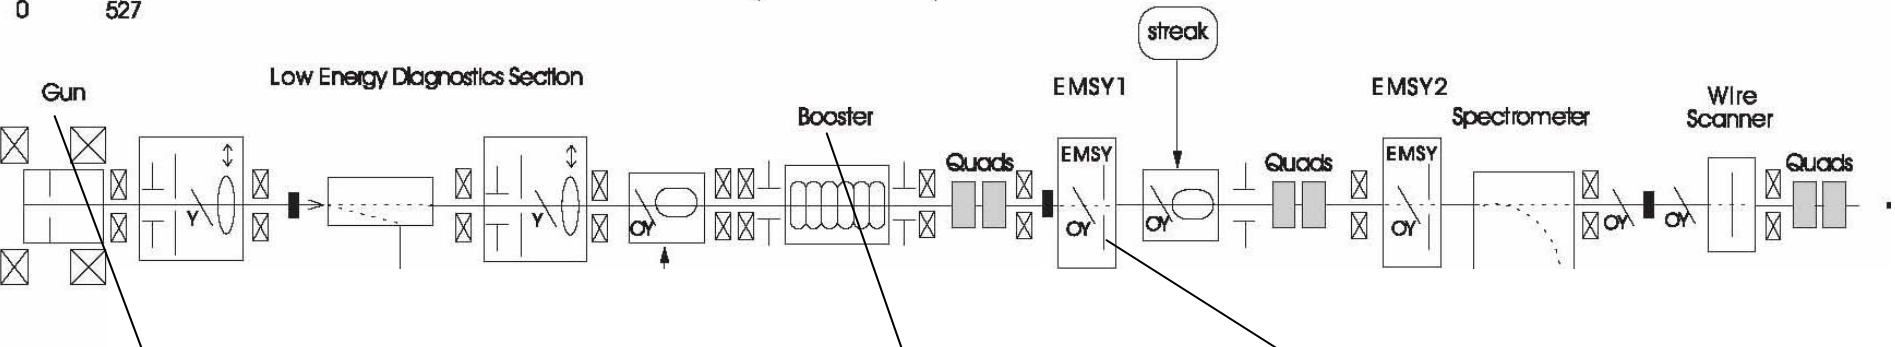 0 527
streak
Low Energy Diagnostics Section
EMSY1
EMSY2
Gun
Wire
Scanner
Booster
Spectrometer
EMSY
EMSY
Quads
Quads
Quads
Y
Y
OY
OY
OY
OY
OY
OY